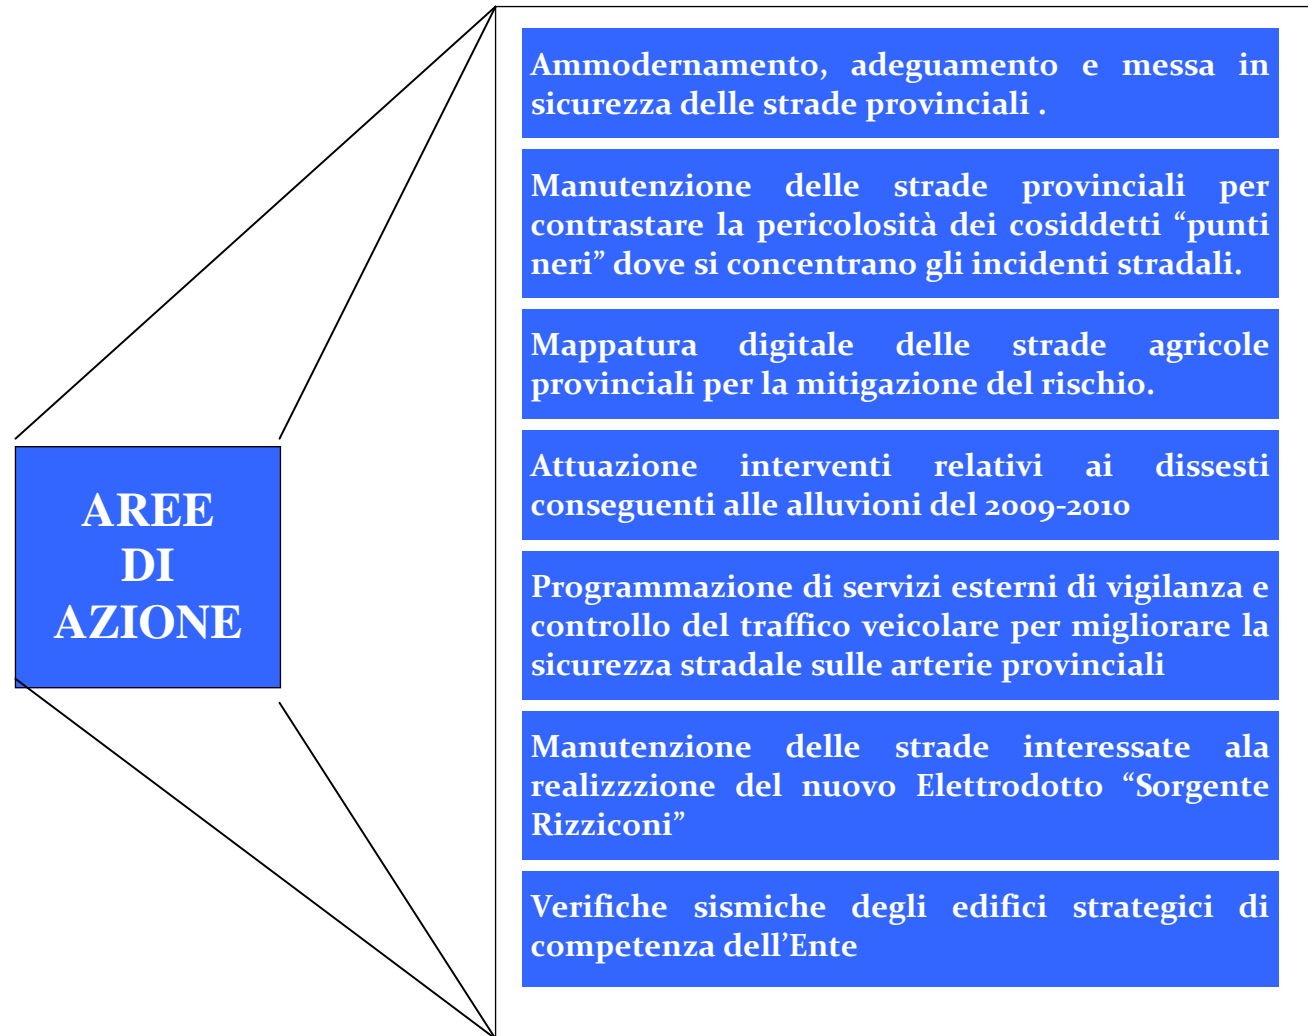 AREE
DI
AZIONE
Ammodernamento, adeguamento e messa in
sicurezza delle strade provinciali .
Manutenzione delle strade provinciali per
contrastare la pericolosità dei cosiddetti “punti
neri” dove si concentrano gli incidenti stradali.
Mappatura digitale delle strade agricole
provinciali per la mitigazione del rischio.
Attuazione interventi relativi ai dissesti
conseguenti alle alluvioni del 2009-2010
Programmazione di servizi esterni di vigilanza e
controllo del traffico veicolare per migliorare la
sicurezza stradale sulle arterie provinciali
Manutenzione delle strade interessate ala
realizzzione del nuovo Elettrodotto “Sorgente
Rizziconi”
Verifiche sismiche degli edifici strategici di
competenza dell’Ente